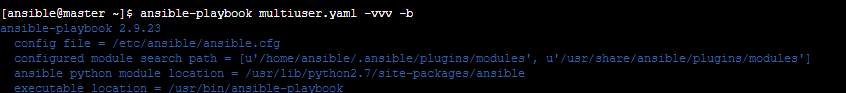 [ansible@master ~]$ ansible-playbook multiuser.yaml -vvv -b
ansible-playbook 2.9.23
  config file = /etc/ansible/ansible.cfg
  configured module search path = [u'/home/ansible/.ansible/plugins/modules', u'/usr/share/ansible/plugins/modules']
  ansible python module location = /usr/lib/python2.7/site-packages/ansible
  executable location = /usr/bin/ansible-playbook